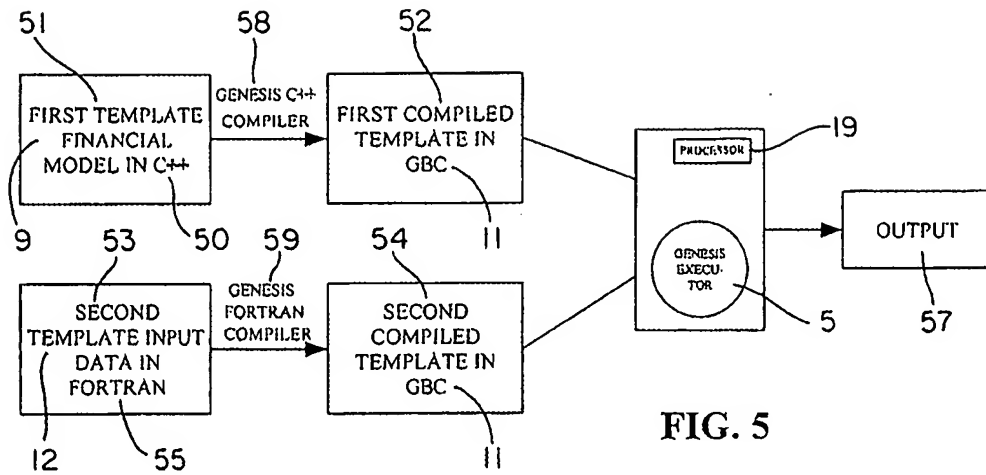 51
58
52
FIRST TEMPLATE
FINANCIAL
MODEL IN C++
GENESIS C++
COMPILER
FIRST COMPILED
TEMPLATE IN
GBC
19
PROCESSOR
9
50
11
53
59
54
SECOND
TEMPLATE INPUT
DATA IN
FORTRAN
GENESIS
FORTRAN
COMPILER
SECOND
COMPILED
TEMPLATE IN
GBC
GENESIS
EXECU-
TOR
OUTPUT
5
57
12
55
11
FIG. 5